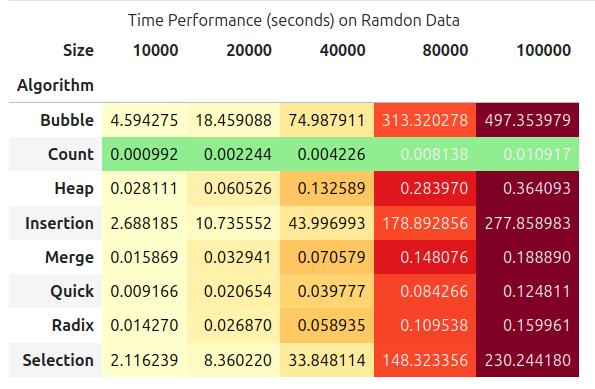 Time Performance (seconds) on Ramdon Data
Size 10000 20000 40000 80000 100000
Algorithm
Bubble 4.594275 18.459088 74.987911 313.320278 497.353979
Count 0.000992 0.002244 0.004226 0.008138 0.010917
Heap 0.028111 0.060526 0.132589 0.283970 0.364093
Insertion 2.688185 10.735552 43.996993 178.892856 277.858983
Merge 0.015869 0.032941 0.070579 0.148076 0.188890
Quick 0.009166 0.020654 0.039777 0.084266 0.124811
Radix 0.014270 0.026870 0.058935 0.109538 0.159961
Selection 2.116239 8.360220 33.848114 148.323356 230.244180